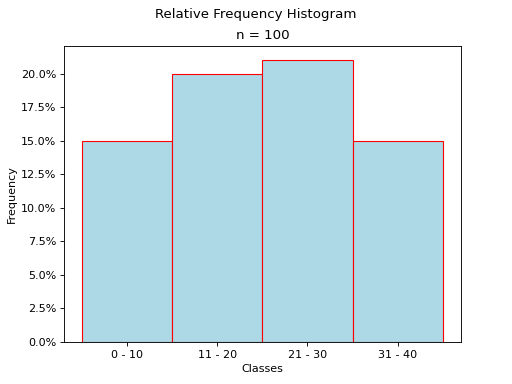 Relative Frequency Histogram
n = 100
20.0%
17.5%
15.0%
12.5%
10.0%
7.5%
5.0%
2.5%
0.0%
Frequency
0 - 10
11 - 20
21 - 30
31 - 40
Classes